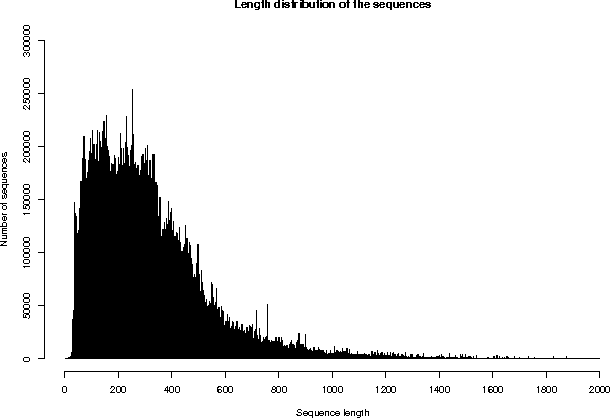 Length distribution of the sequences
300000
250000
200000
150000
100000
50000
0
Number of sequences
0 200 400 600 800 1000 1200 1400 1600 1800 2000
Sequence length